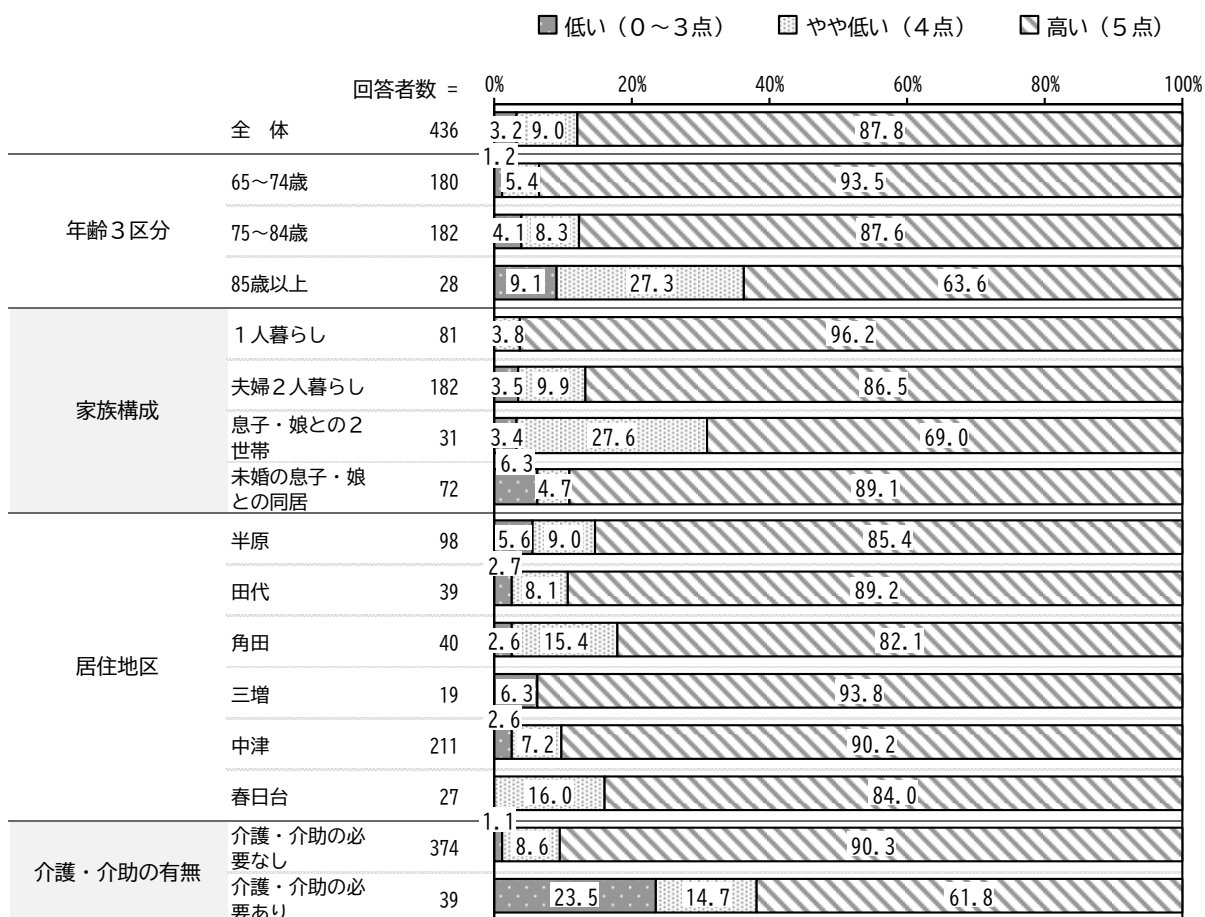 低い（０～３点） やや低い（４点） 高い（５点）
回答者数 = 0% 20% 40% 60% 80% 100%
全　体 436 3.2 9.0 87.8
年齢３区分
65～74歳 180 1.2 5.4 93.5
75～84歳 182 4.1 8.3 87.6
85歳以上 28 9.1 27.3 63.6
家族構成
１人暮らし 81 3.8 96.2
夫婦２人暮らし 182 3.5 9.9 86.5
息子・娘との２
世帯 31 3.4 27.6 69.0
未婚の息子・娘
との同居 72 6.3 4.7 89.1
居住地区
半原 98 5.6 9.0 85.4
田代 39 2.7 8.1 89.2
角田 40 2.6 15.4 82.1
三増 19 6.3 93.8
中津 211 2.6 7.2 90.2
春日台 27 16.0 84.0
介護・介助の有無
介護・介助の必
要なし 374 1.1 8.6 90.3
介護・介助の必
要あり 39 23.5 14.7 61.8